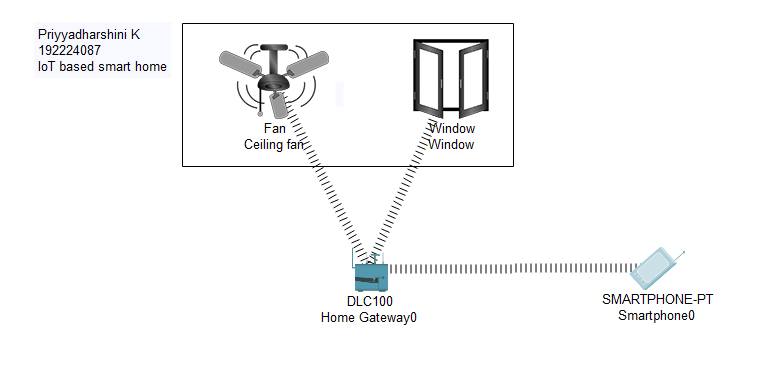 Priyyadharshini K
192224087
IoT based smart home
Fan
Ceiling fan
Window
Window
DLC100
Home Gateway0
SMARTPHONE-PT
Smartphone0